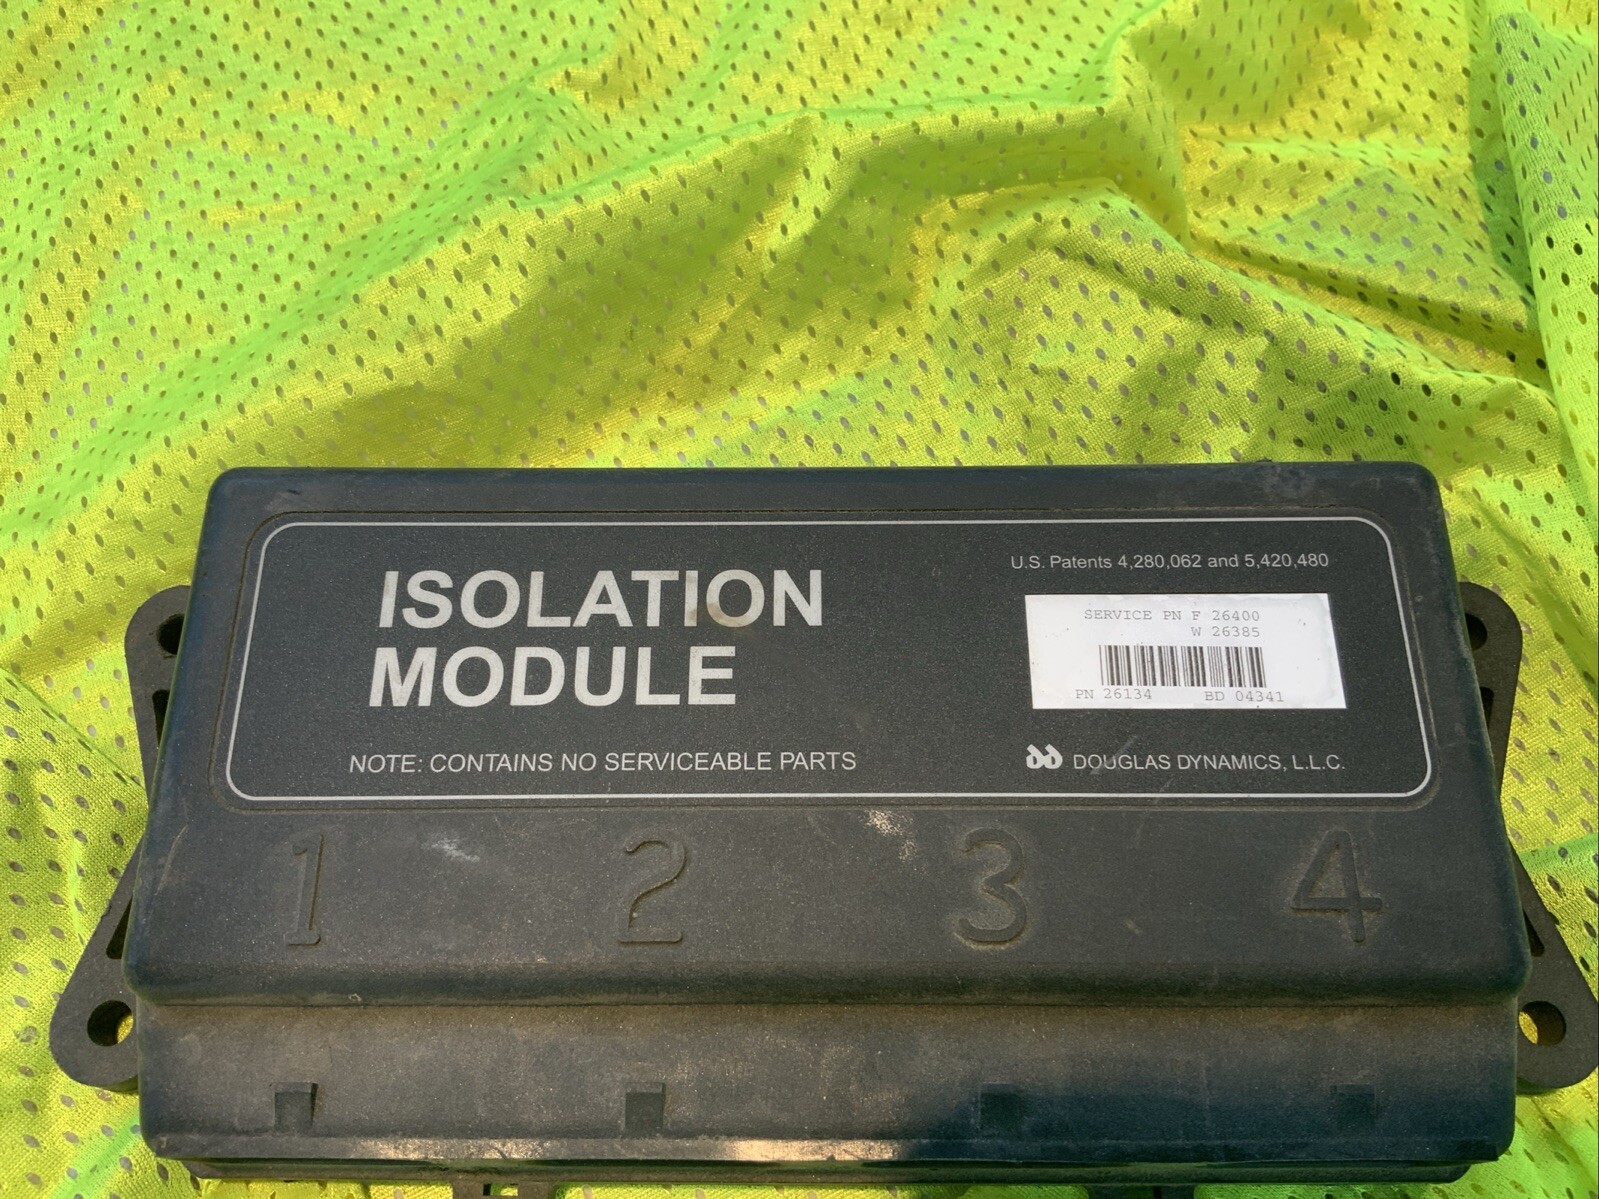 U.S. Patents 4,280,062 and 5,420,480
ISOLATION
MODULE
SERVICE PN F 26400
W 26385
PN 26134 BD 04341
NOTE: CONTAINS NO SERVICEABLE PARTS
DOUGLAS DYNAMICS, L.L.C.
1 2 3 4